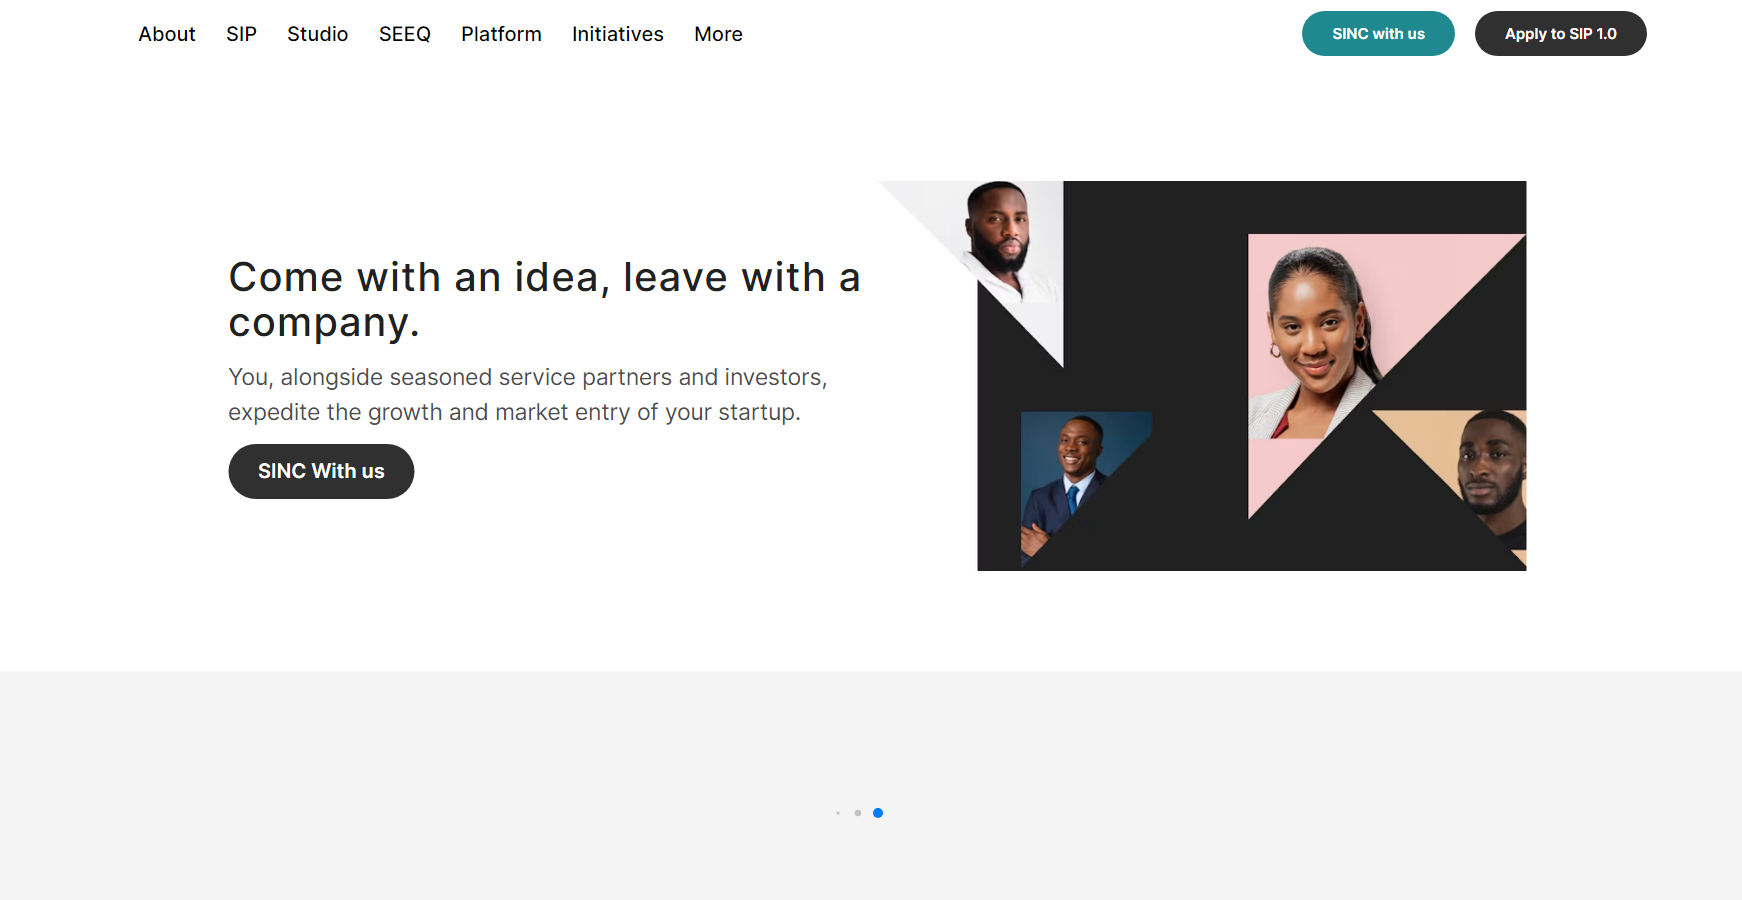 About SIP Studio SEEQ Platform Initiatives More
SINC with us
Apply to SIP 1.0
Come with an idea, leave with a
company.
You, alongside seasoned service partners and investors,
expedite the growth and market entry of your startup.
SINC With us